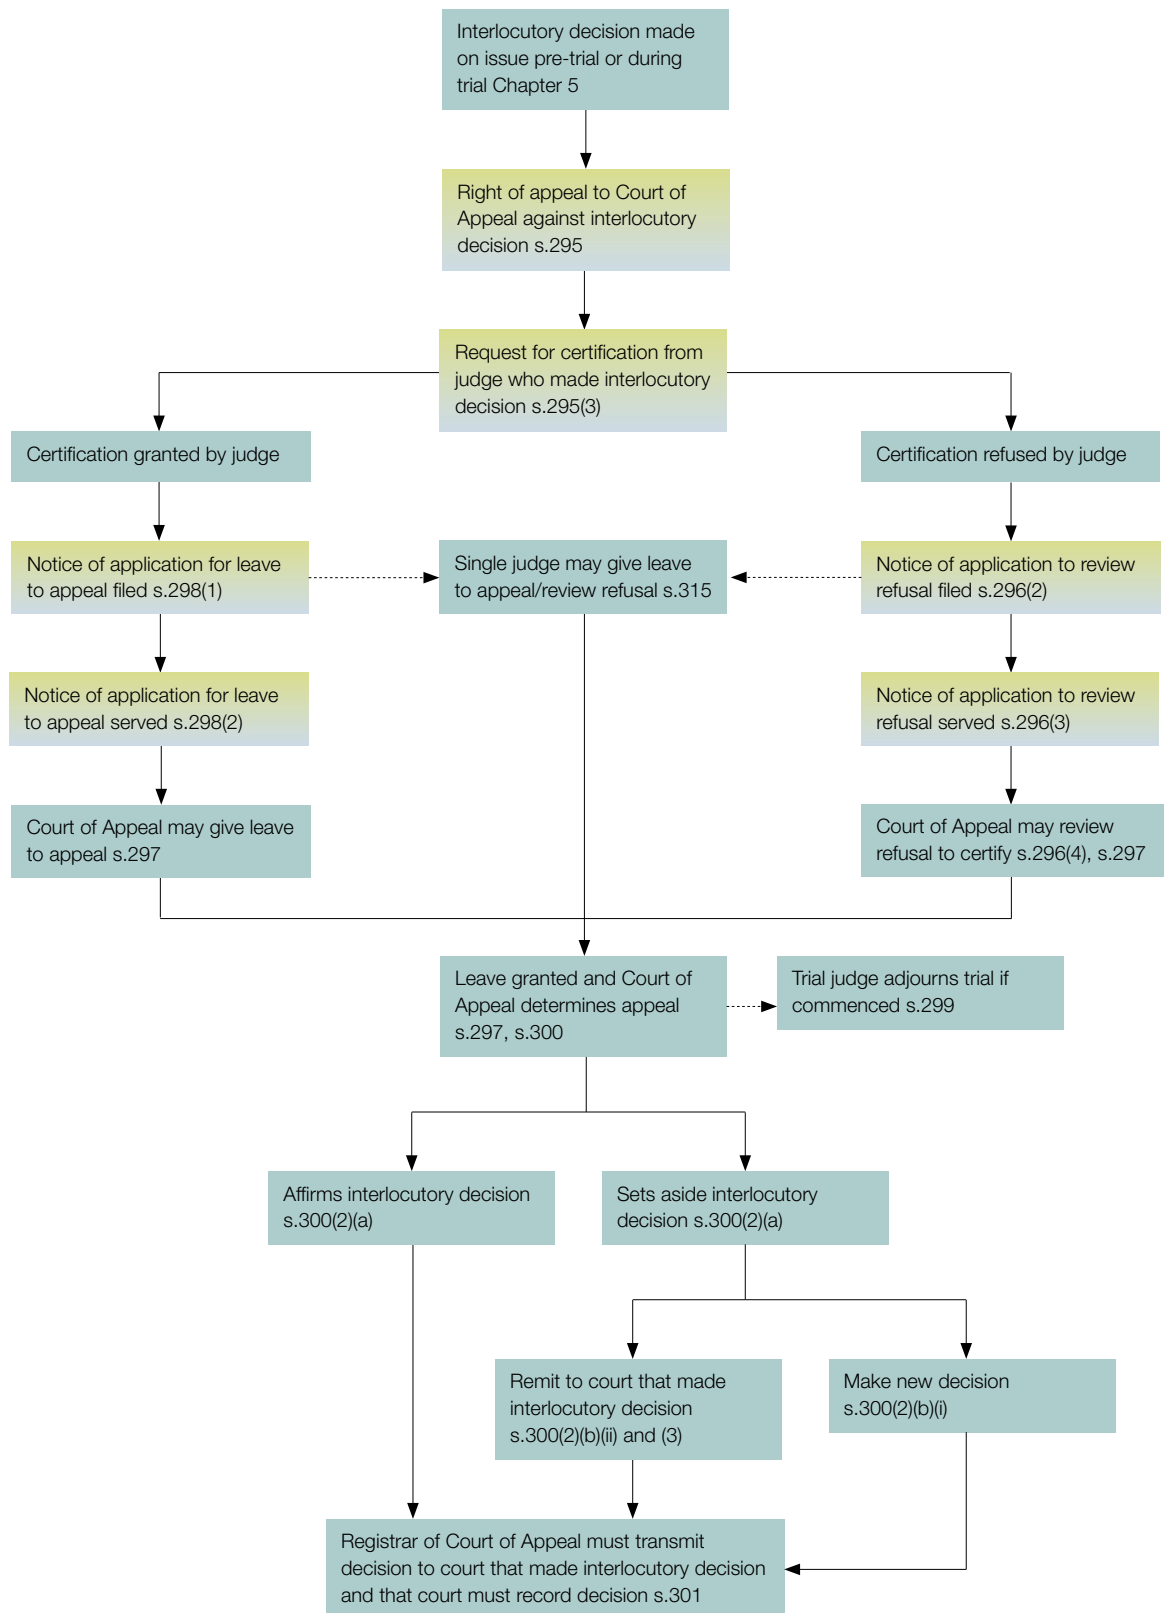 Interlocutory decision made
on issue pre-trial or during
trial Chapter 5
Right of appeal to Court of
Appeal against interlocutory
decision s.295
Request for certification from
judge who made interlocutory
decision s.295(3)
Certification granted by judge
Certification refused by judge
Notice of application for leave
to appeal filed s.298(1)
Single judge may give leave
to appeal/review refusal s.315
Notice of application to review
refusal filed s.296(2)
Notice of application for leave
to appeal served s.298(2)
Notice of application to review
refusal served s.296(3)
Court of Appeal may give leave
to appeal s.297
Court of Appeal may review
refusal to certify s.296(4), s.297
Leave granted and Court of
Appeal determines appeal
s.297, s.300
Trial judge adjourns trial if
commenced s.299
Affirms interlocutory decision
s.300(2)(a)
Sets aside interlocutory
decision s.300(2)(a)
Remit to court that made
interlocutory decision
s.300(2)(b)(ii) and (3)
Make new decision
s.300(2)(b)(i)
Registrar of Court of Appeal must transmit
decision to court that made interlocutory decision
and that court must record decision s.301